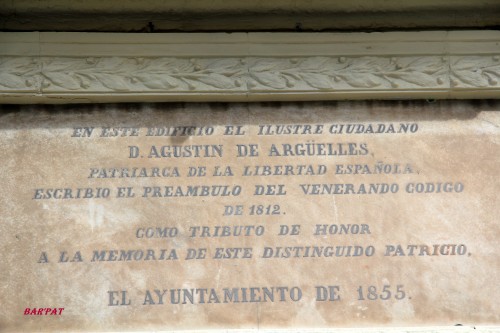 EN ESTE EDIFICIO EL ILUSTRE CIUDADANO
D. AGUSTIN DE ARGÜELLES,
PATRIARCA DE LA LIBERTAD ESPAÑOLA,
ESCRIBIO EL PREAMBULO DEL VENERANDO CODIGO
DE 1812.
COMO TRIBUTO DE HONOR
A LA MEMORIA DE ESTE DISTINGUIDO PATRICIO,
EL AYUNTAMIENTO DE 1855.
BAR'PAT